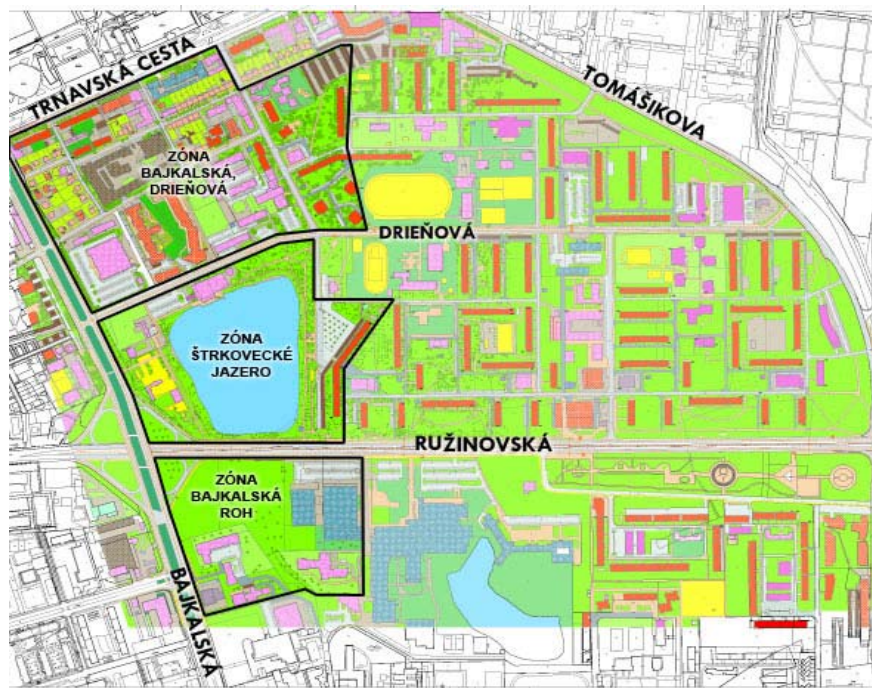 TRNAVSKÁ CESTA
TOMÁŠIKOVA
ZÓNA
BAJKALSKÁ,
DRIEŇOVÁ
DRIEŇOVÁ
ZÓNA
ŠTRKOVECKÉ
JAZERO
RUŽINOVSKÁ
ZÓNA
BAJKALSKÁ
ROH
BAJKALSKÁ